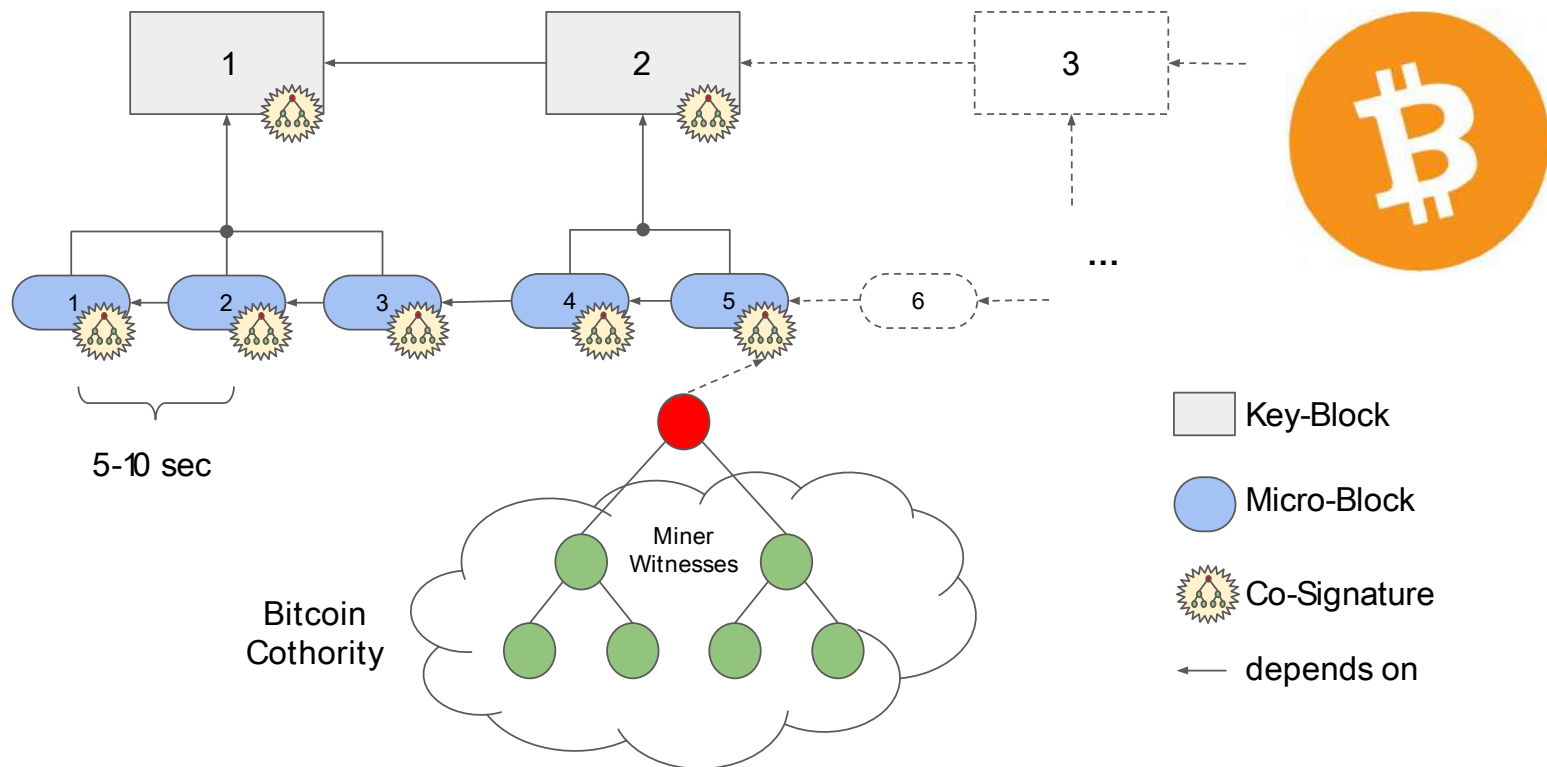 1
2
3
1
2
3
4
5
6
...
5-10 sec
Miner
Witnesses
Bitcoin
Cothority
Key-Block
Micro-Block
Co-Signature
depends on